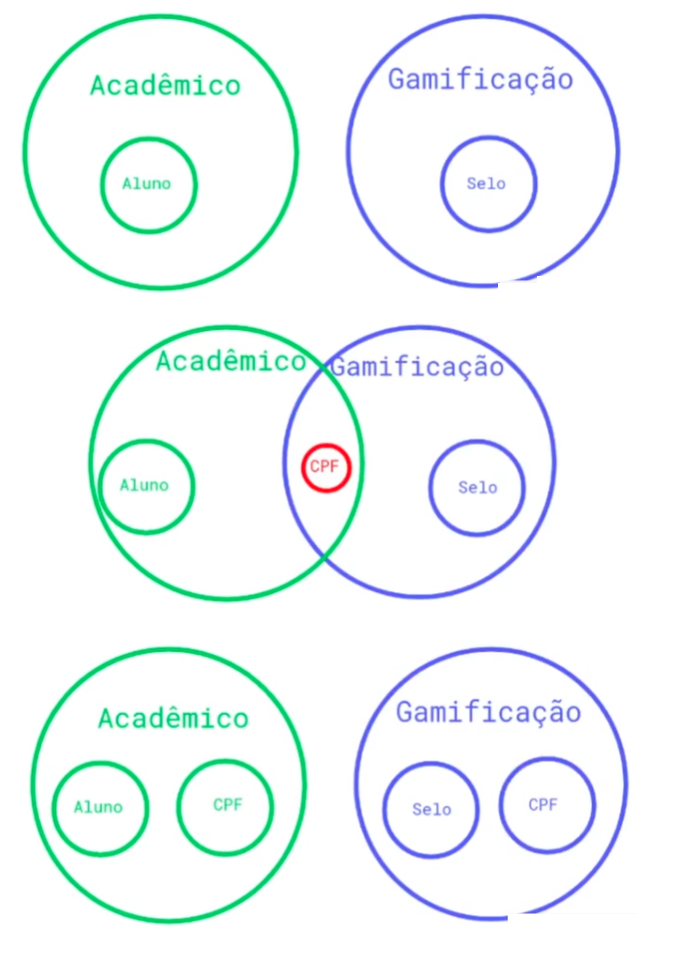 Acadêmico
Gamificação
Aluno
Selo
Acadêmico
Gamificação
Aluno
CPF
Selo
Acadêmico
Gamificação
Aluno
CPF
Selo
CPF